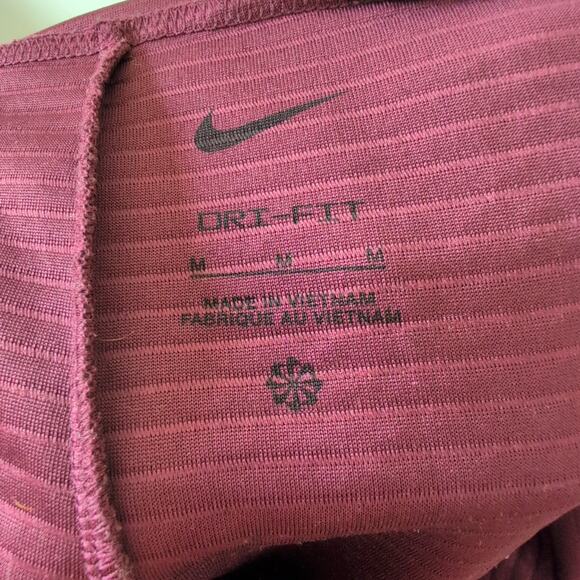 DRI-FIT
M M M
MADE IN VIETNAM
FABRIQUE AU VIETNAM